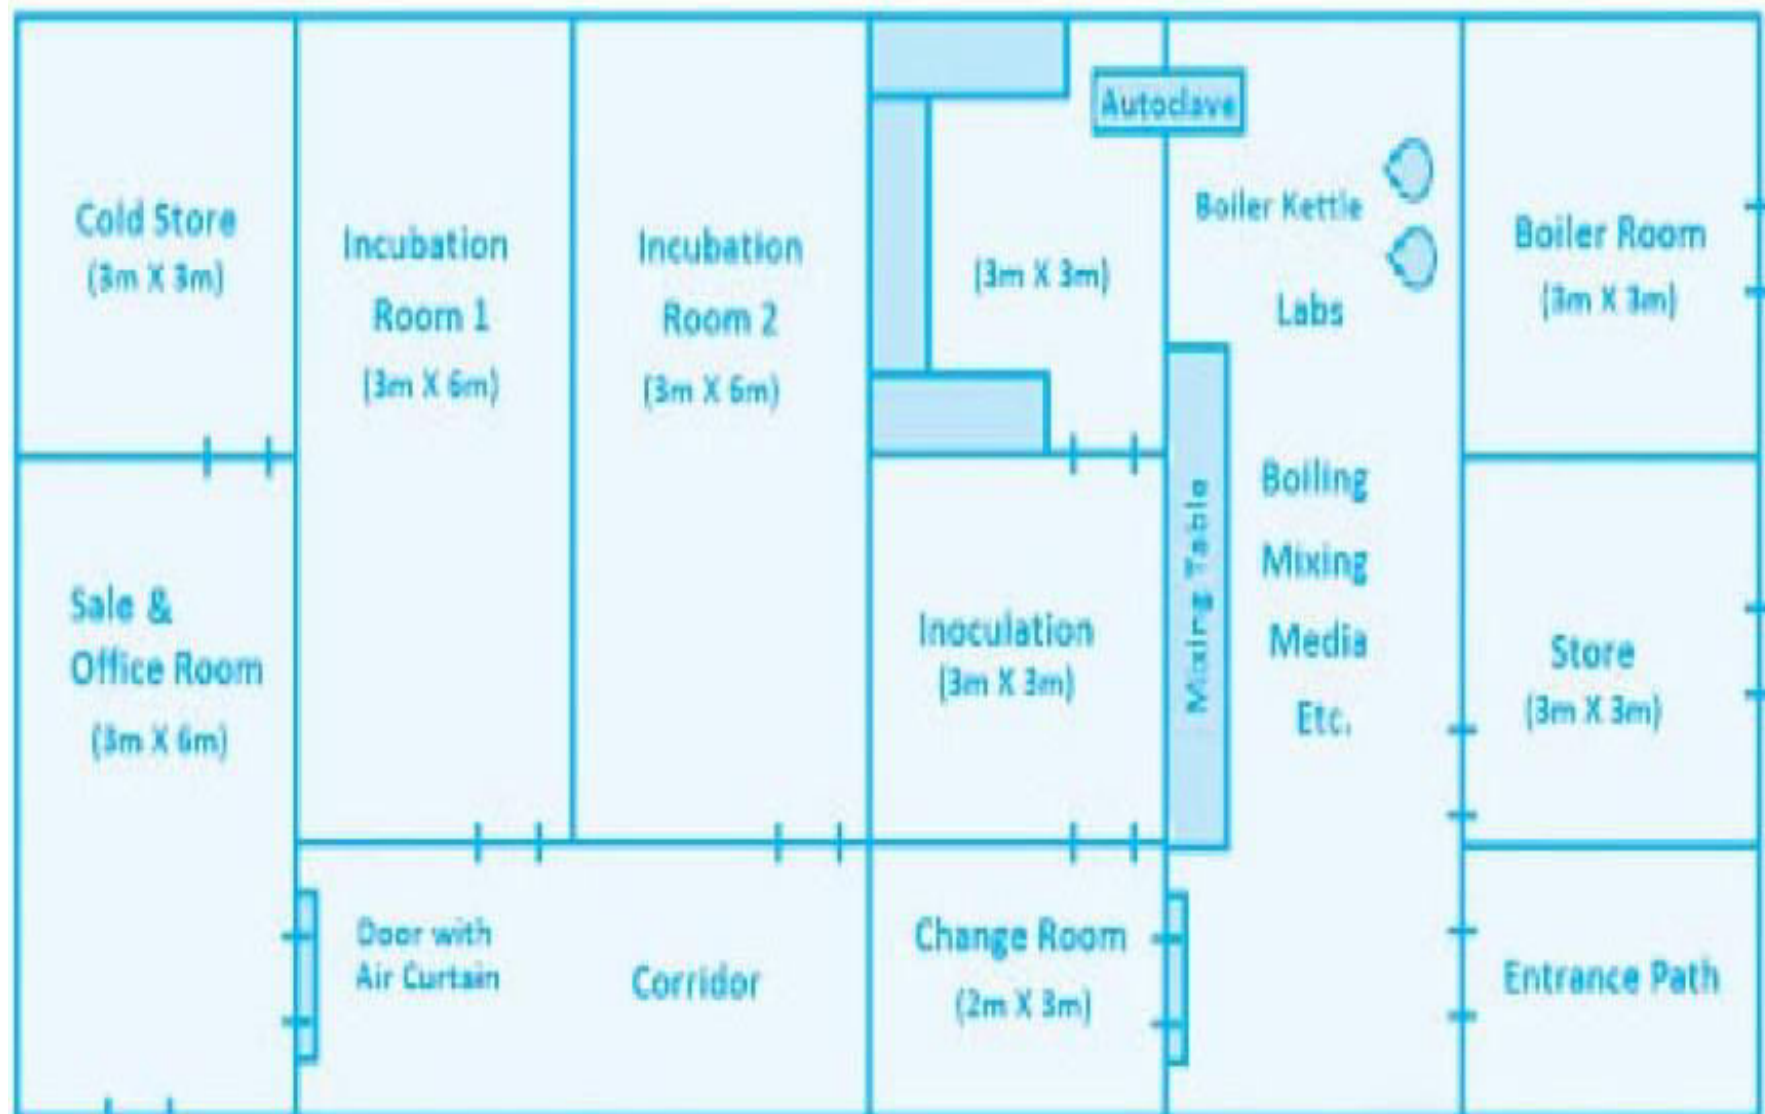 Cold Store
(3m X 3m)
Sale &
Office Room
(3m X 6m)
Incubation
Room 1
(3m X 6m)
Incubation
Room 2
(3m X 6m)
Door with
Air Curtain
Corridor
(3m X 3m)
Inoculation
(3m X 3m)
Change Room
(2m X 3m)
Autoclave
Boiler Kettle
Labs
Mixing Table
Boiling
Mixing
Media
Etc.
Boiler Room
(3m X 3m)
Store
(3m X 3m)
Entrance Path